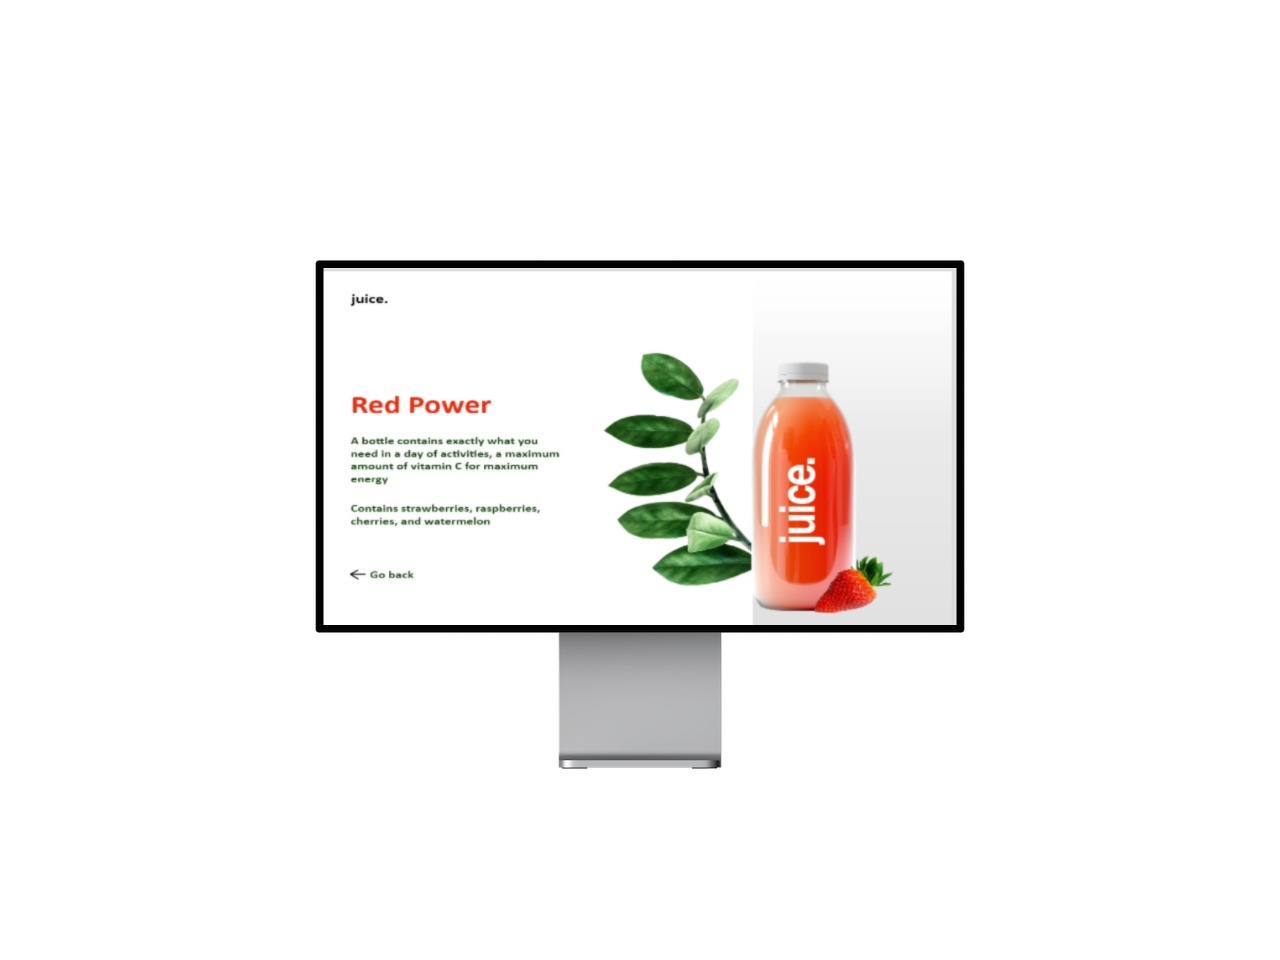 juice.
Red Power
A bottle contains exactly what you
need in a day of activities, a maximum
amount of vitamin C for maximum
energy
Contains strawberries, raspberries,
cherries, and watermelon
Go back
juice.